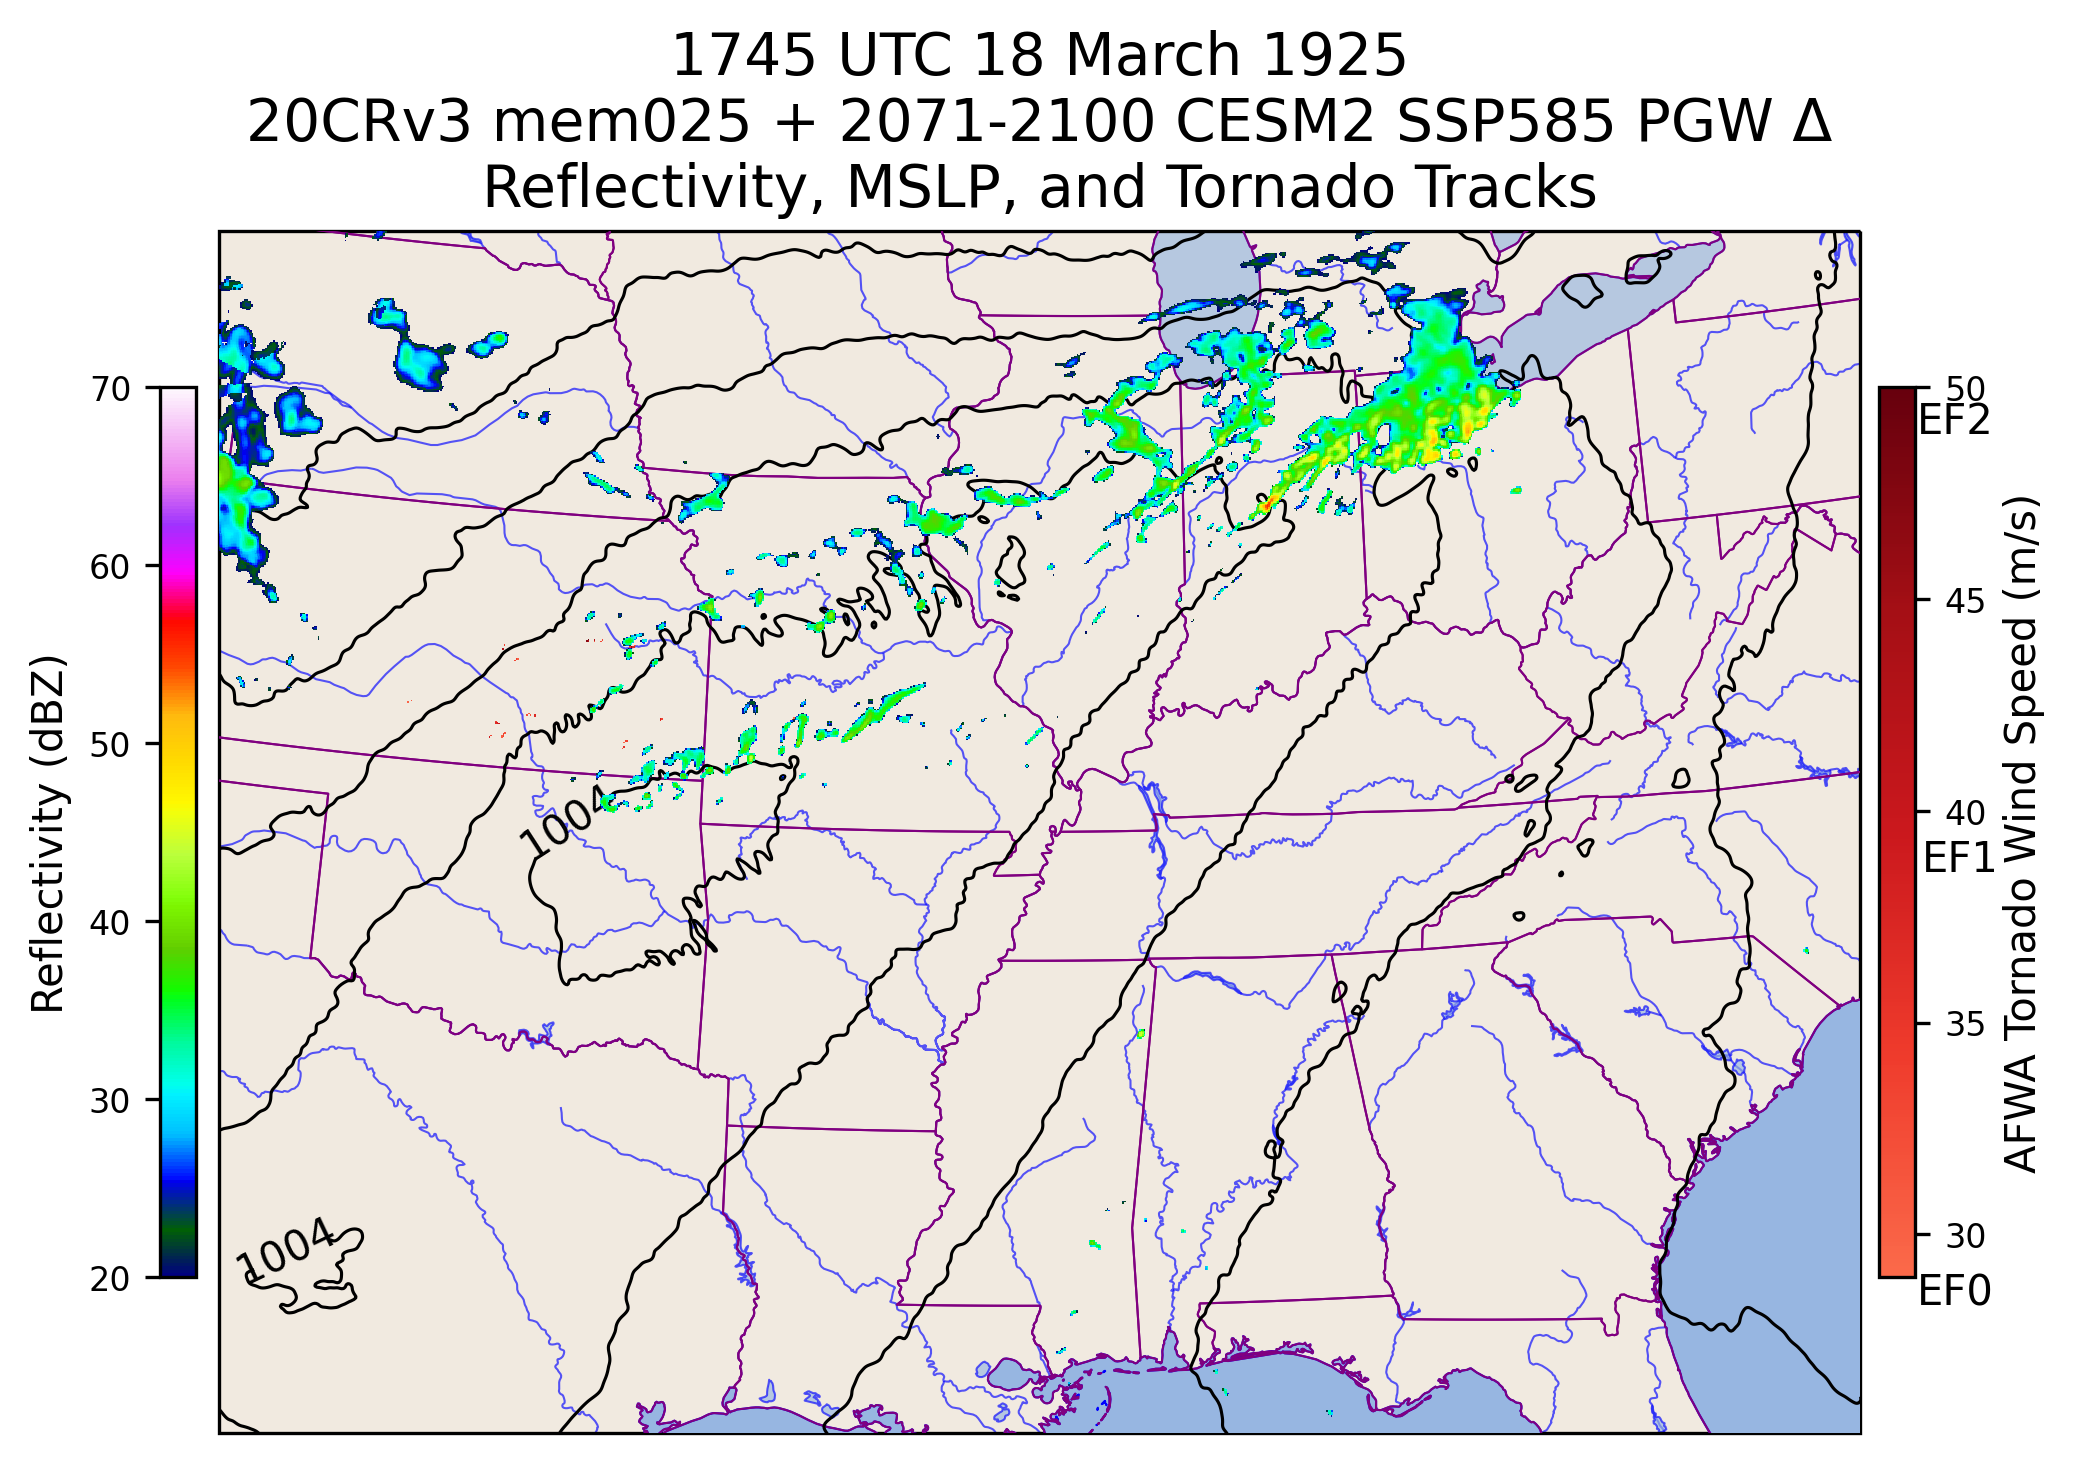 1745 UTC 18 March 1925
20CRv3 mem025 + 2071-2100 CESM2 SSP585 PGW Δ
Reflectivity, MSLP, and Tornado Tracks
70
60
50
40
30
20
Reflectivity (dBZ)
1004
1004
50
EF2
45
40
EF1
35
30
EF0
AFWA Tornado Wind Speed (m/s)